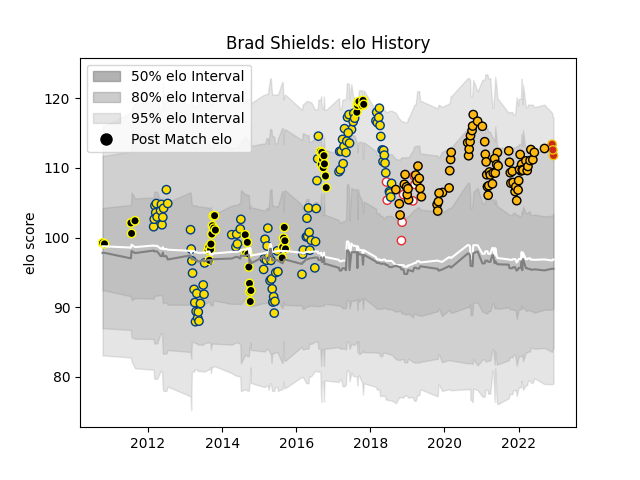 Brad Shields: elo History
50% elo Interval
80% elo Interval
95% elo Interval
Post Match elo
elo score
120
110
100
90
80
2012 2014 2016 2018 2020 2022